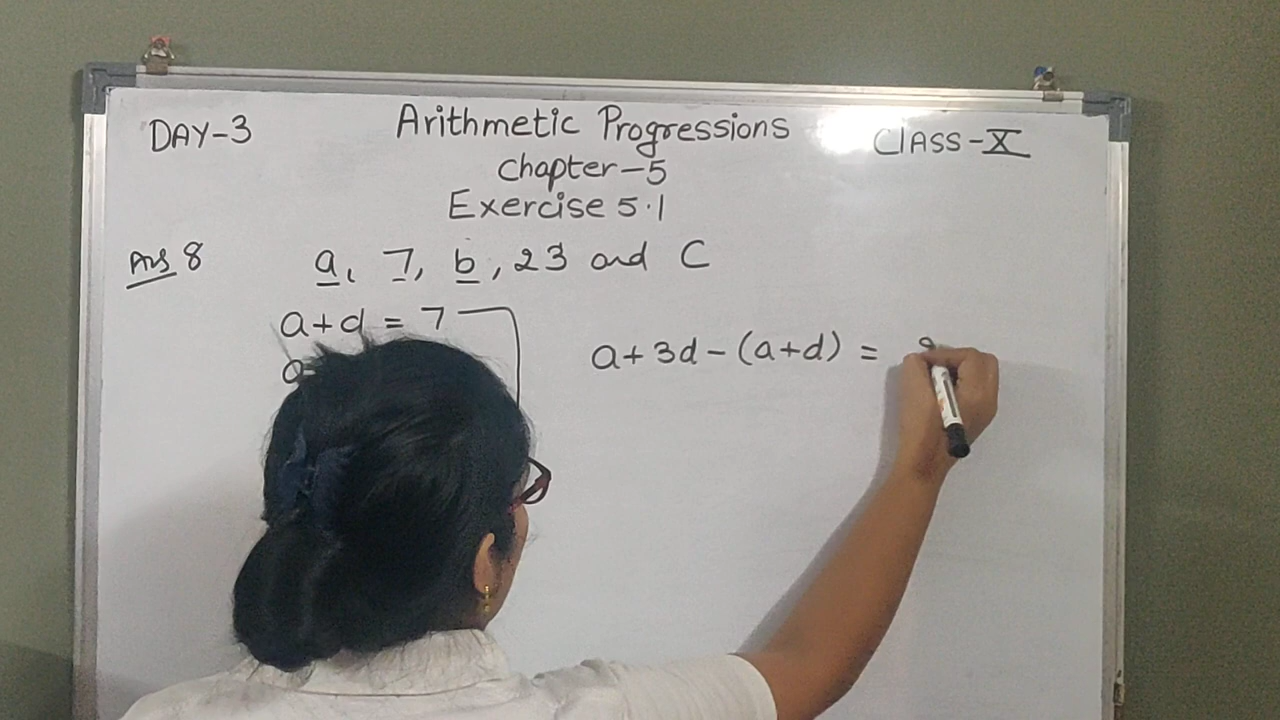 DAY-3
Arithmetic Progressions
Class-X
Chapter-5
Exercise 5.1
Ans 8
a, 7, b, 23 and C
a+d = 7
a+3d-(a+d) =